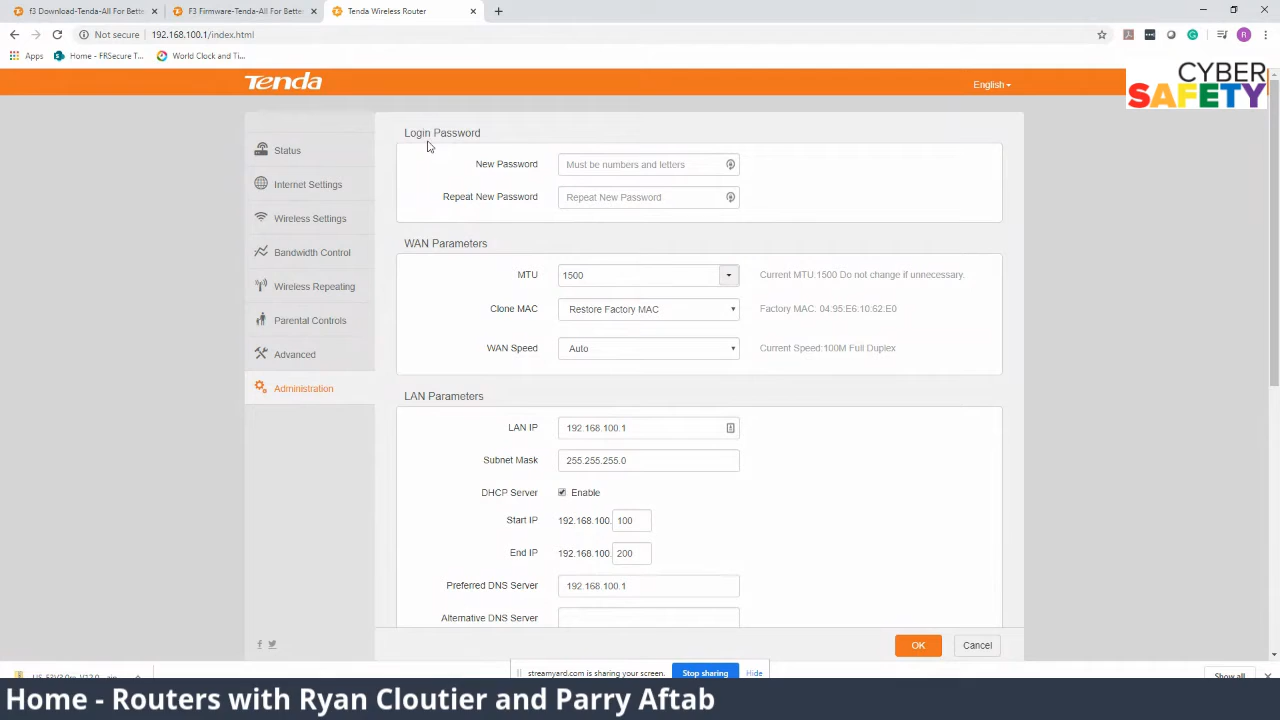 f3 Download-Tenda-All For Bette
F3 Firmware-Tenda-All For Better
Tenda Wireless Router
Not secure 192.168.100.1/index.html
Apps Home - FRSecure T... World Clock and Ti...
Tenda
English
CYBER
SAFETY
Status
Internet Settings
Wireless Settings
Bandwidth Control
Wireless Repeating
Parental Controls
Advanced
Administration
Login Password
New Password Must be numbers and letters
Repeat New Password Repeat New Password
WAN Parameters
MTU 1500 Current MTU:1500 Do not change if unnecessary.
Clone MAC Restore Factory MAC Factory MAC: 04:95:E6:10:62:E0
WAN Speed Auto Current Speed:100M Full Duplex
LAN Parameters
LAN IP 192.168.100.1
Subnet Mask 255.255.255.0
DHCP Server Enable
Start IP 192.168.100. 100
End IP 192.168.100. 200
Preferred DNS Server 192.168.100.1
Alternative DNS Server
OK Cancel
streamyard.com is sharing your screen. Stop sharing Hide
Show all
Home - Routers with Ryan Cloutier and Parry Aftab